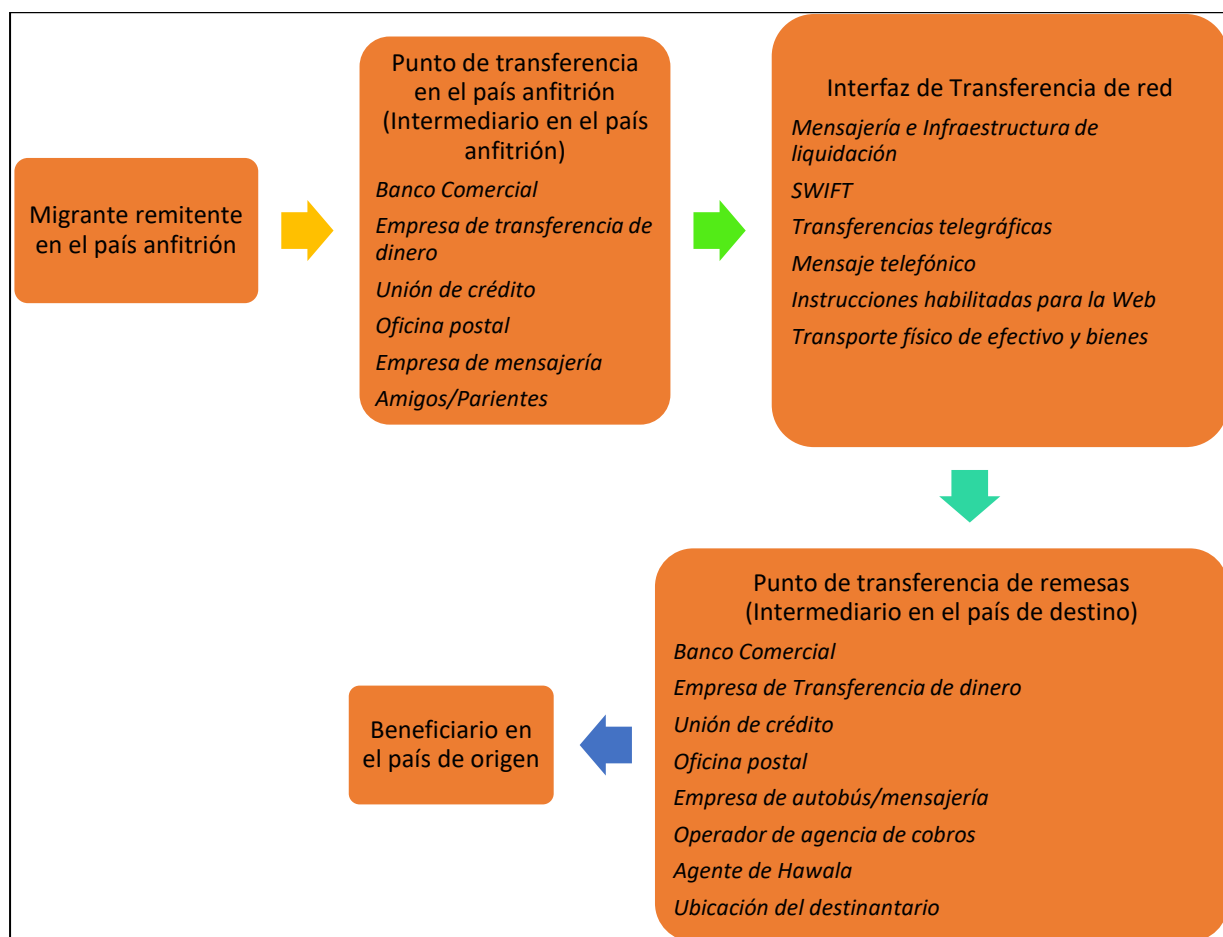 Migrante remitente
en el país anfitrión
Punto de transferencia
en el país anfitrión
(Intermediario en el país
anfitrión)
Banco Comercial
Empresa de transferencia de
dinero
Unión de crédito
Oficina postal
Empresa de mensajería
Amigos/Parientes
Interfaz de Transferencia de red
Mensajería e Infraestructura de
liquidación
SWIFT
Transferencias telegráficas
Mensaje telefónico
Instrucciones habilitadas para la Web
Transporte físico de efectivo y bienes
Punto de transferencia de remesas
(Intermediario en el país de destino)
Banco Comercial
Empresa de Transferencia de dinero
Unión de crédito
Oficina postal
Empresa de autobús/mensajería
Operador de agencia de cobros
Agente de Hawala
Ubicación del destinantario
Beneficiario en
el país de origen